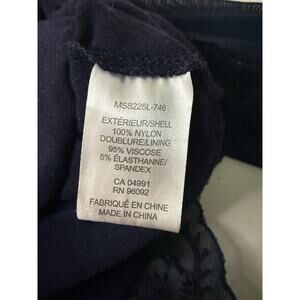 MS8225L-746
EXTÉRIEUR/SHELL
100% NYLON
DOUBLURE/LINING
95% VISCOSE
5% ÉLASTHANNE/
SPANDEX
CA 04991
RN 96092
FABRIQUÉ EN CHINE
MADE IN CHINA